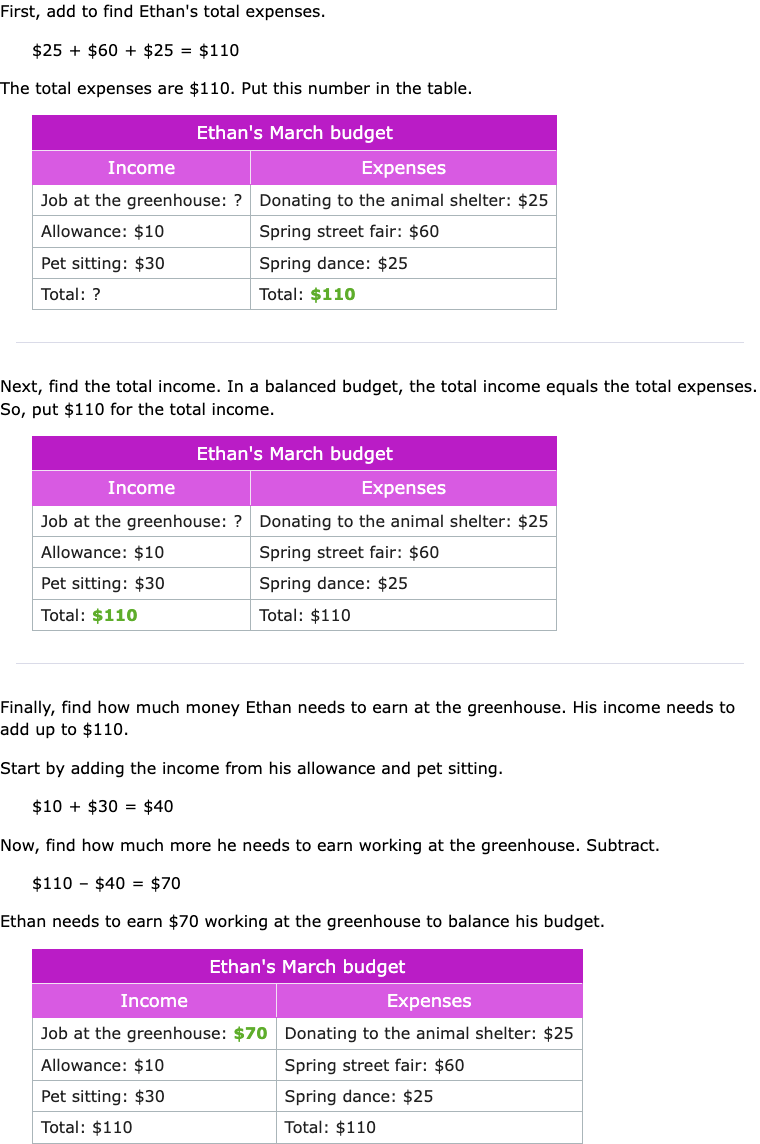 First, add to find Ethan's total expenses.
$25 + $60 + $25 = $110
The total expenses are $110. Put this number in the table.
Ethan's March budget
Income Expenses
Job at the greenhouse: ? Donating to the animal shelter: $25
Allowance: $10 Spring street fair: $60
Pet sitting: $30 Spring dance: $25
Total: ? Total: $110
Next, find the total income. In a balanced budget, the total income equals the total expenses.
So, put $110 for the total income.
Ethan's March budget
Income Expenses
Job at the greenhouse: ? Donating to the animal shelter: $25
Allowance: $10 Spring street fair: $60
Pet sitting: $30 Spring dance: $25
Total: $110 Total: $110
Finally, find how much money Ethan needs to earn at the greenhouse. His income needs to
add up to $110.
Start by adding the income from his allowance and pet sitting.
$10 + $30 = $40
Now, find how much more he needs to earn working at the greenhouse. Subtract.
$110 – $40 = $70
Ethan needs to earn $70 working at the greenhouse to balance his budget.
Ethan's March budget
Income Expenses
Job at the greenhouse: $70 Donating to the animal shelter: $25
Allowance: $10 Spring street fair: $60
Pet sitting: $30 Spring dance: $25
Total: $110 Total: $110